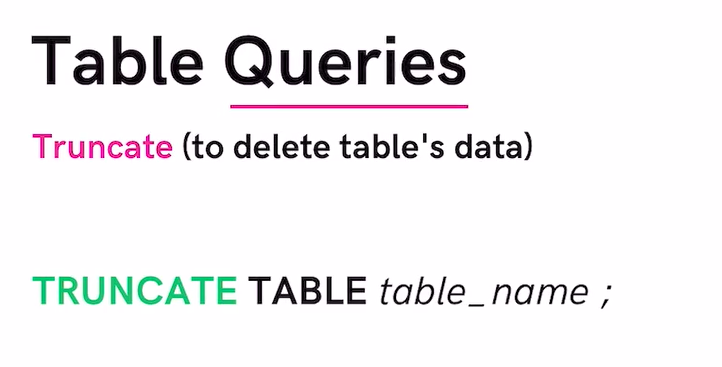 Table Queries
Truncate (to delete table's data)
TRUNCATE TABLE table_name ;